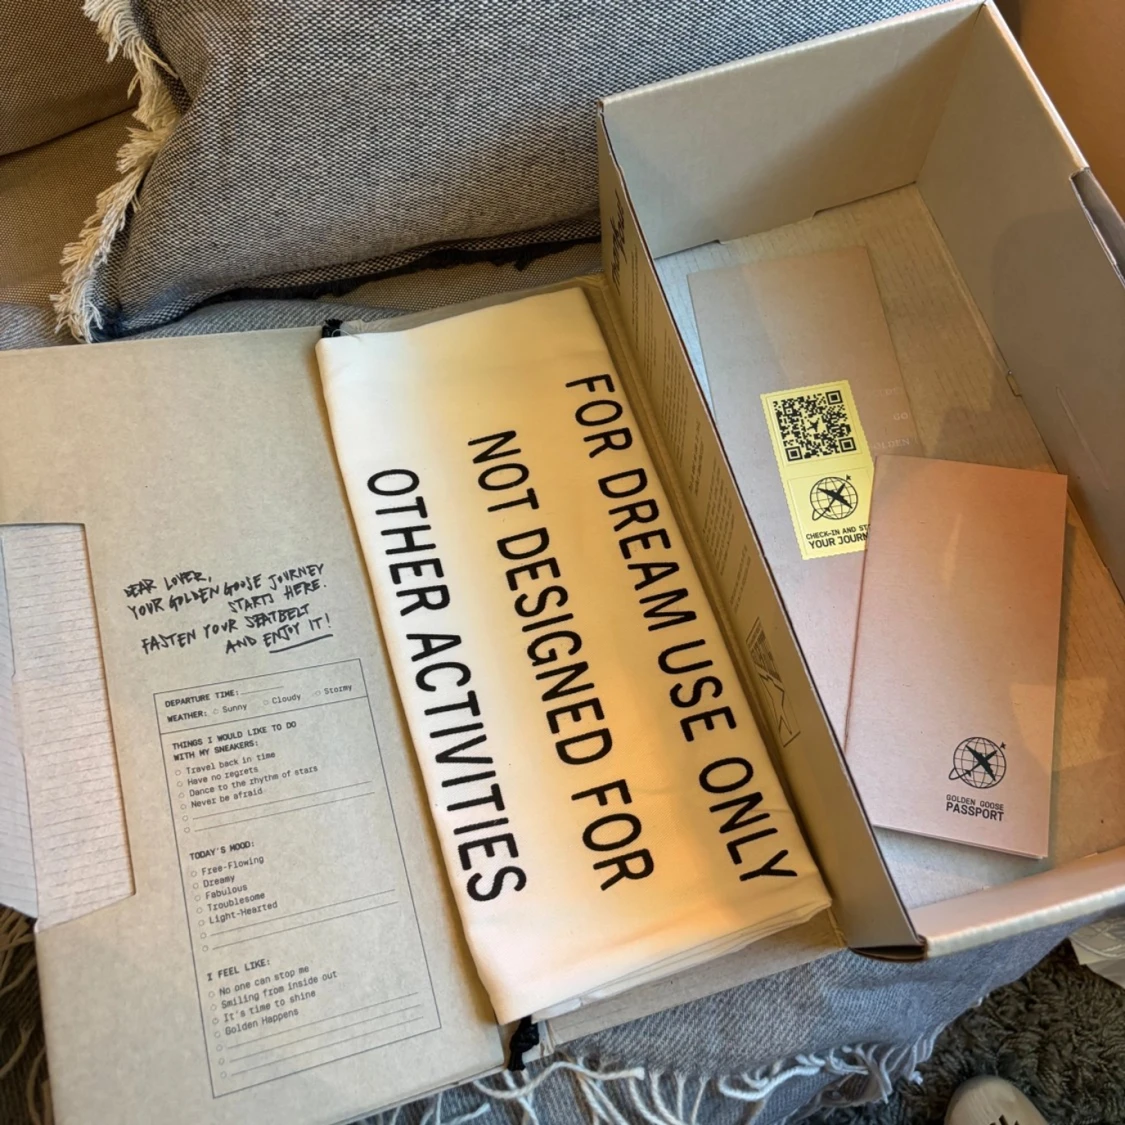 DEAR LOVER,
YOUR GOLDEN GOOSE JOURNEY
STARTS HERE.
FASTEN YOUR SEATBELT
AND ENJOY IT!
DEPARTURE TIME:
WEATHER: Sunny Cloudy Stormy
THINGS I WOULD LIKE TO DO
WITH MY SNEAKERS:
Travel back in time
Have no regrets
Dance to the rhythm of stars
Never be afraid
TODAY'S MOOD:
Free-Flowing
Dreamy
Fabulous
Troublesome
Light-Hearted
I FEEL LIKE:
No one can stop me
Smiling from inside out
It's time to shine
Golden Happens
FOR DREAM USE ONLY
NOT DESIGNED FOR
OTHER ACTIVITIES
GO
CHECK-IN AND
YOUR
GOLDEN GOOSE
PASSPORT